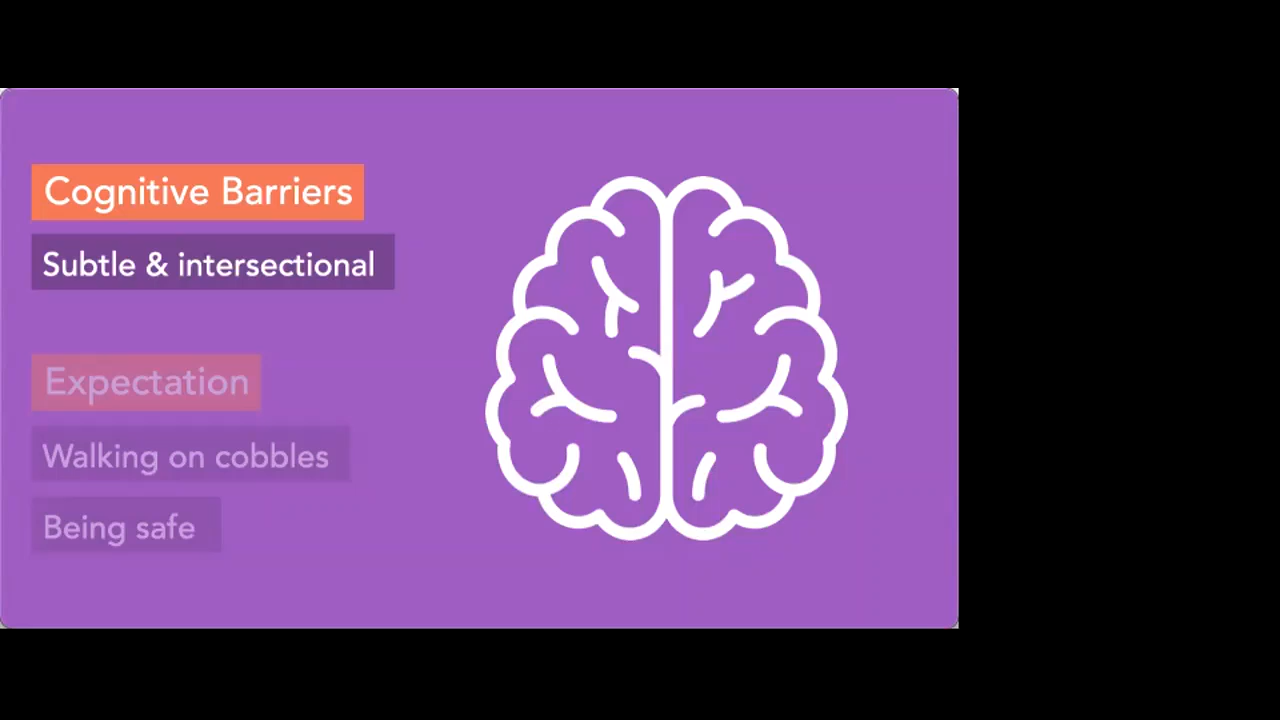 Cognitive Barriers
Subtle & intersectional
Expectation
Walking on cobbles
Being safe